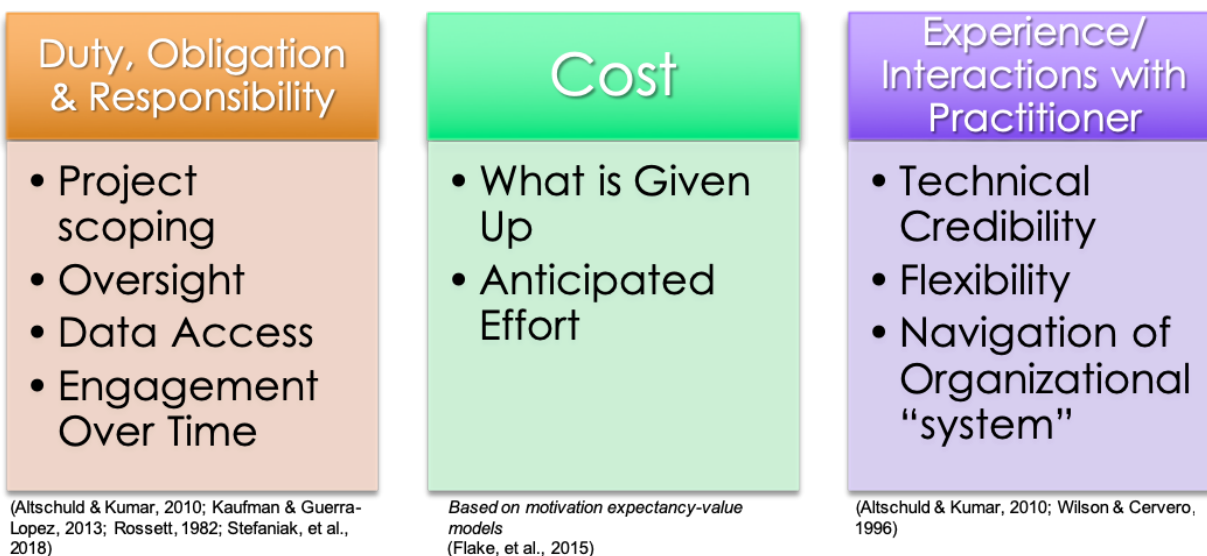 Duty, Obligation
& Responsibility
• Project
scoping
• Oversight
• Data Access
• Engagement
Over Time
(Altschuld & Kumar, 2010; Kaufman & Guerra-
Lopez, 2013; Rossett, 1982; Stefaniak, et al.,
2018)
Cost
• What is Given
Up
• Anticipated
Effort
Based on motivation expectancy-value
models
(Flake, et al., 2015)
Experience/
Interactions with
Practitioner
• Technical
Credibility
• Flexibility
• Navigation of
Organizational
“system”
(Altschuld & Kumar, 2010; Wilson & Cervero,
1996)